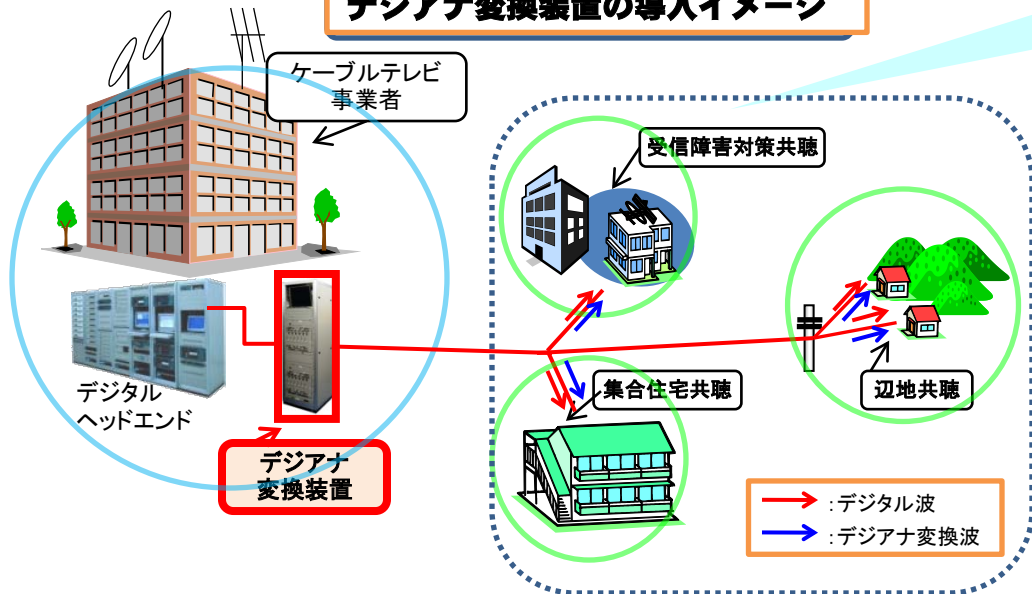 デジアナ変換装置の導入イメージ
ケーブルテレビ
事業者
受信障害対策共聴
デジタル
ヘッドエンド
集合住宅共聴
辺地共聴
デジアナ
変換装置
:デジタル波
:デジアナ変換波